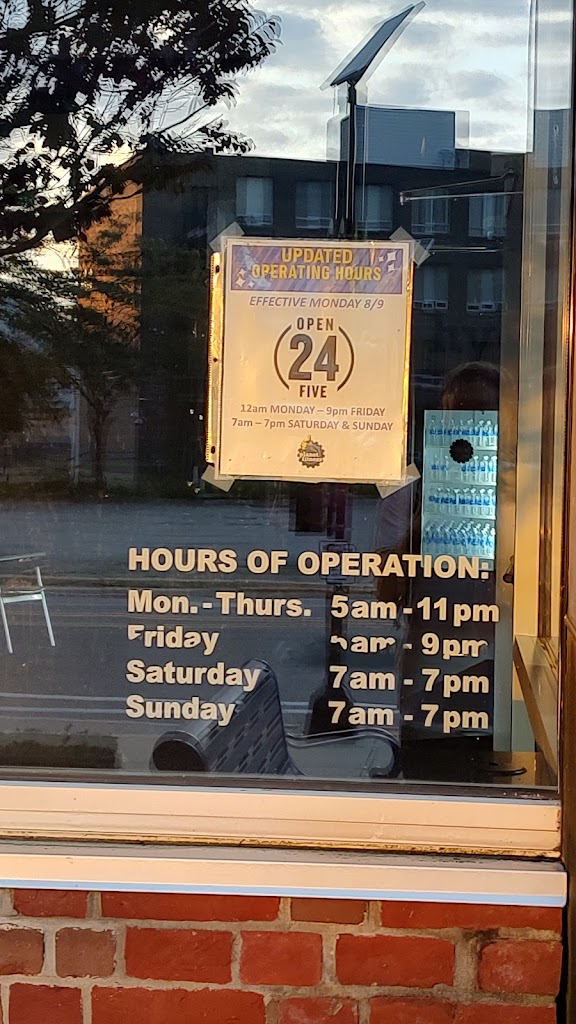 UPDATED
OPERATING HOURS
EFFECTIVE MONDAY 8/9
OPEN
24
FIVE
12am MONDAY – 9pm FRIDAY
7am – 7pm SATURDAY & SUNDAY
HOURS OF OPERATION:
Mon. - Thurs. 5am - 11pm
Friday am - 9pm
Saturday 7am - 7pm
Sunday 7am - 7pm